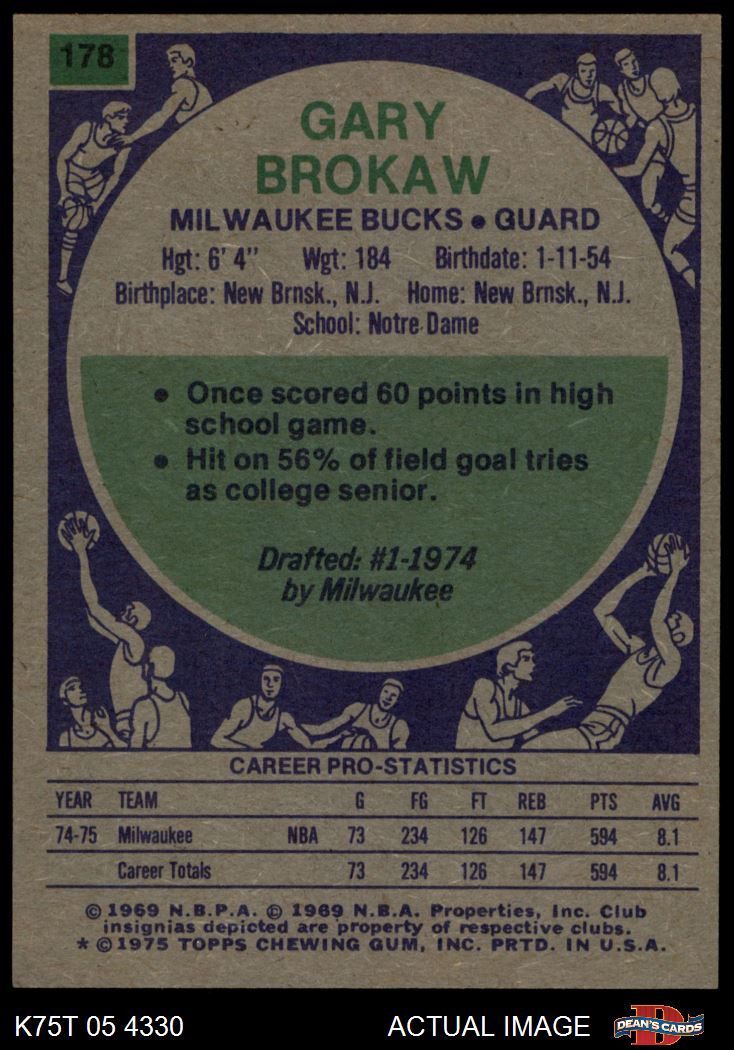 178
GARY
BROKAW
MILWAUKEE BUCKS • GUARD
Hgt: 6' 4" Wgt: 184 Birthdate: 1-11-54
Birthplace: New Brnsk., N.J. Home: New Brnsk., N.J.
School: Notre Dame
• Once scored 60 points in high
school game.
• Hit on 56% of field goal tries
as college senior.
Drafted: #1-1974
by Milwaukee
CAREER PRO-STATISTICS
YEAR TEAM G FG FT REB PTS AVG
74-75 Milwaukee NBA 73 234 126 147 594 8.1
Career Totals 73 234 126 147 594 8.1
© 1969 N.B.P.A. © 1969 N.B.A. Properties, Inc. Club
insignias depicted are property of respective clubs.
* © 1975 TOPPS CHEWING GUM, INC. PRTD. IN U.S.A.
K75T 05 4330 ACTUAL IMAGE D DEAN'S CARDS